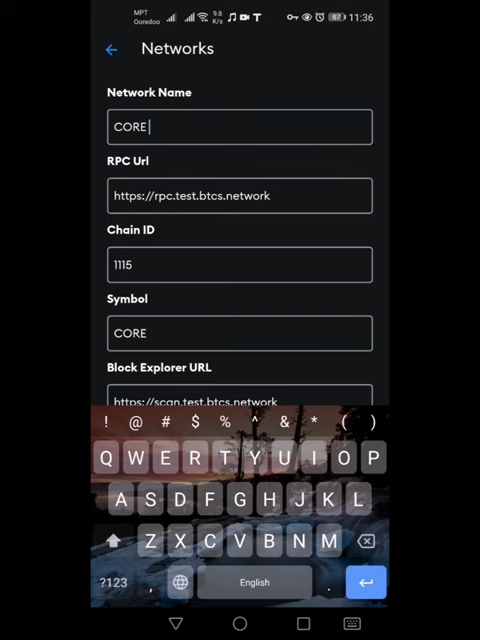 MPT
Ooredoo
9.8
K/s
87
11:36
Networks
Network Name
CORE
RPC Url
https://rpc.test.btcs.network
Chain ID
1115
Symbol
CORE
Block Explorer URL
https://scan.test.btcs.network
! @ # $ % ^ & * ( )
Q W E R T Y U I O P
A S D F G H J K L
Z X C V B N M
?123 , English .